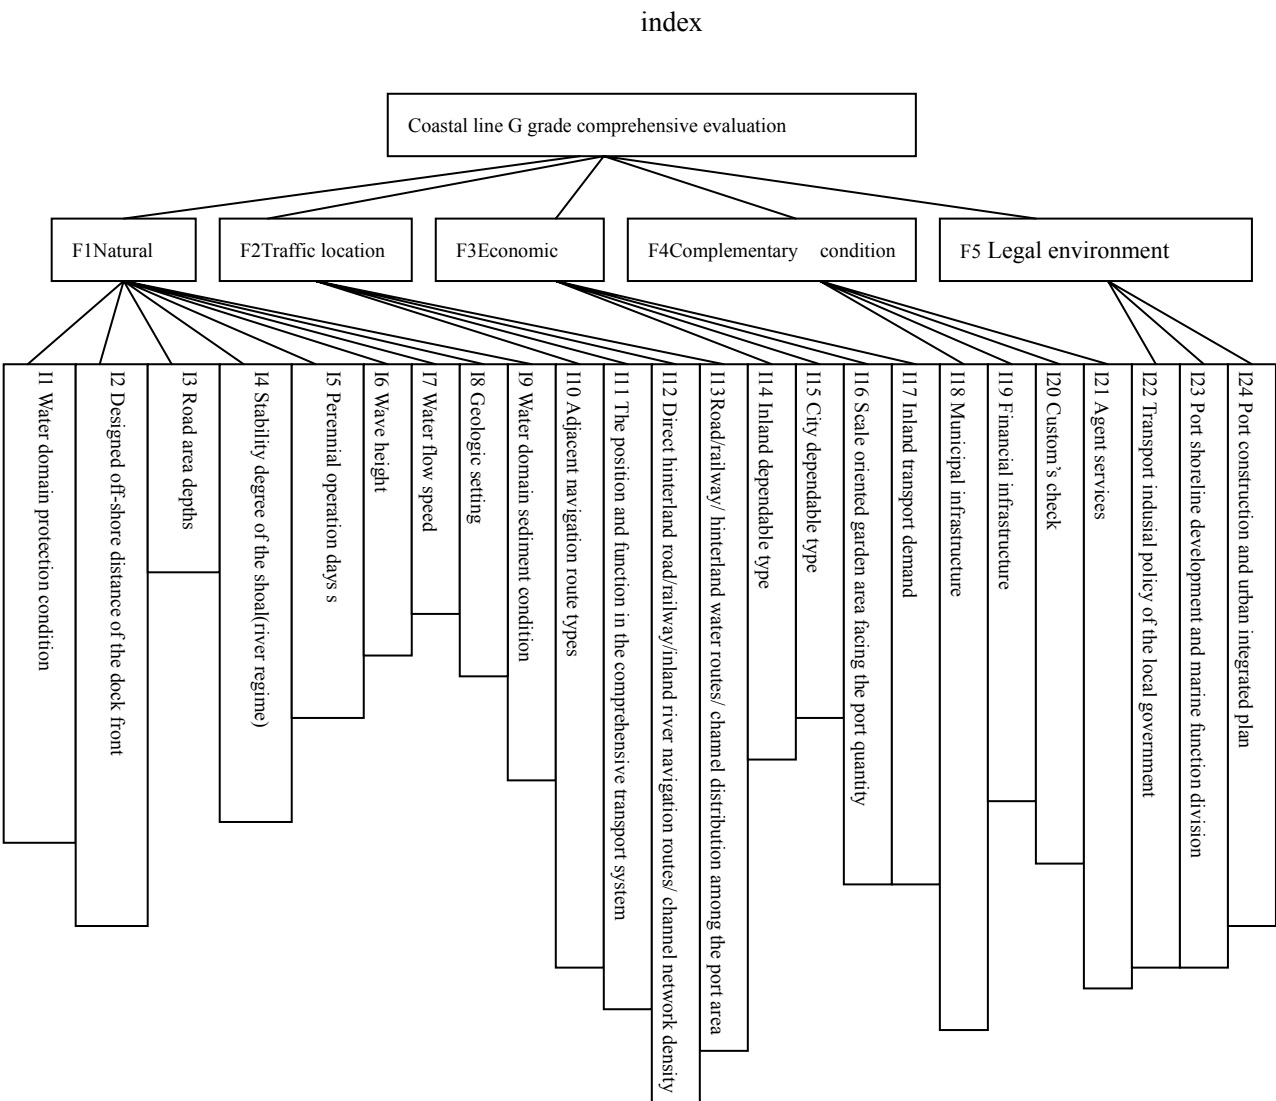 index
Coastal line G grade comprehensive evaluation
F1Natural
F2Traffic location
F3Economic
F4Complementary condition
F5 Legal environment
I1 Water domain protection condition
I2 Designed off-shore distance of the dock front
I3 Road area depths
I4 Stability degree of the shoal(river regime)
I5 Perennial operation days s
I6 Wave height
I7 Water flow speed
I8 Geologic setting
I9 Water domain sediment condition
I10 Adjacent navigation route types
I11 The position and function in the comprehensive transport system
I12 Direct hinterland road/railway/inland river navigation routes/ channel network density
I13Road/railway/ hinterland water routes/ channel distribution among the port area
I14 Inland dependable type
I15 City dependable type
I16 Scale oriented garden area facing the port quantity
I17 Inland transport demand
I18 Municipal infrastructure
I19 Financial infrastructure
I20 Custom’s check
I21 Agent services
I22 Transport indusial policy of the local government
I23 Port shoreline development and marine function division
I24 Port construction and urban integrated plan